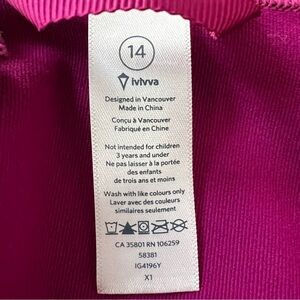 14
ivivva
Designed in Vancouver
Made in China
Conçu à Vancouver
Fabriqué en Chine
Not intended for children
3 years and under
Ne pas laisser à la portée
des enfants
de trois ans et moins
Wash with like colours only
Laver avec des couleurs
similaires seulement
CA 35801 RN 106259
58381
IG4196Y
X1